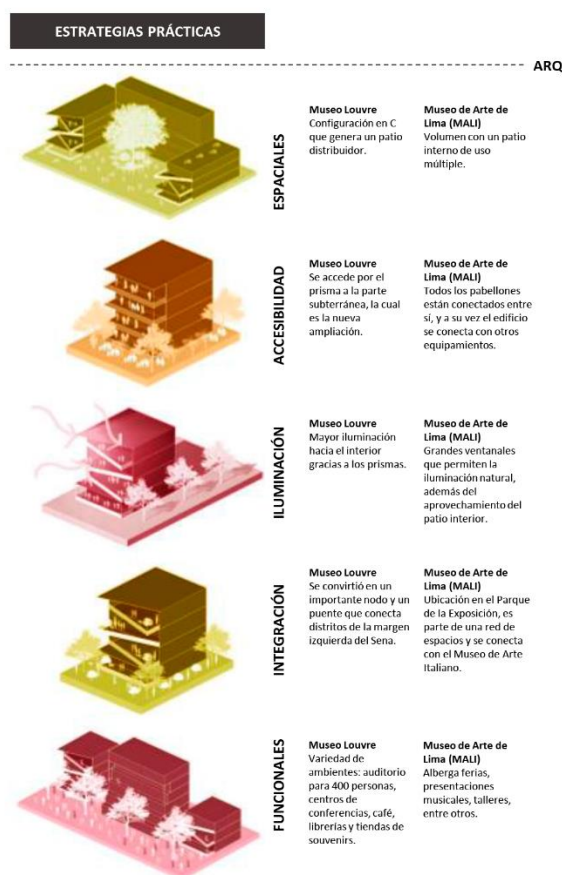 ESTRATEGIAS PRÁCTICAS
ARQ
ESPACIALES
Museo Louvre
Configuración en C
que genera un patio
distribuidor.
Museo de Arte de
Lima (MALI)
Volumen con un patio
interno de uso
múltiple.
ACCESIBILIDAD
Museo Louvre
Se accede por el
prisma a la parte
subterránea, la cual
es la nueva
ampliación.
Museo de Arte de
Lima (MALI)
Todos los pabellones
están conectados entre
sí, y a su vez el edificio
se conecta con otros
equipamientos.
ILUMINACIÓN
Museo Louvre
Mayor iluminación
hacia el interior
gracias a los prismas.
Museo de Arte de
Lima (MALI)
Grandes ventanales
que permiten la
iluminación natural,
además del
aprovechamiento del
patio interior.
INTEGRACIÓN
Museo Louvre
Se convirtió en un
importante nodo y un
puente que conecta
distritos de la margen
izquierda del Sena.
Museo de Arte de
Lima (MALI)
Ubicación en el Parque
de la Exposición, es
parte de una red de
espacios y se conecta
con el Museo de Arte
Italiano.
FUNCIONALES
Museo Louvre
Variedad de
ambientes: auditorio
para 400 personas,
centros de
conferencias, café,
librerías y tiendas de
souvenirs.
Museo de Arte de
Lima (MALI)
Alberga ferias,
presentaciones
musicales, talleres,
entre otros.